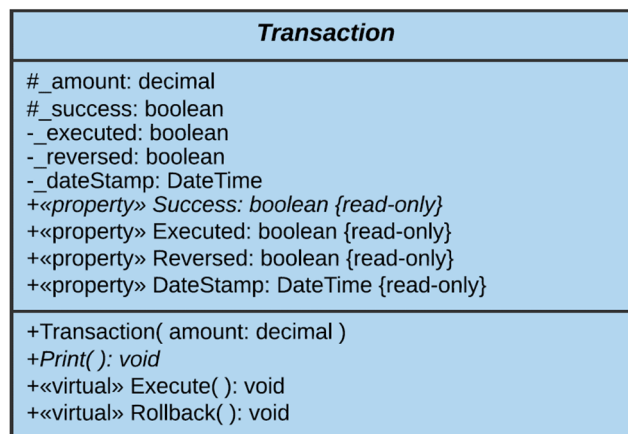 Transaction
#_amount: decimal
#_success: boolean
-_executed: boolean
-_reversed: boolean
-_dateStamp: DateTime
+«property» Success: boolean {read-only}
+«property» Executed: boolean {read-only}
+«property» Reversed: boolean {read-only}
+«property» DateStamp: DateTime {read-only}
+Transaction( amount: decimal )
+Print( ): void
+«virtual» Execute( ): void
+«virtual» Rollback( ): void